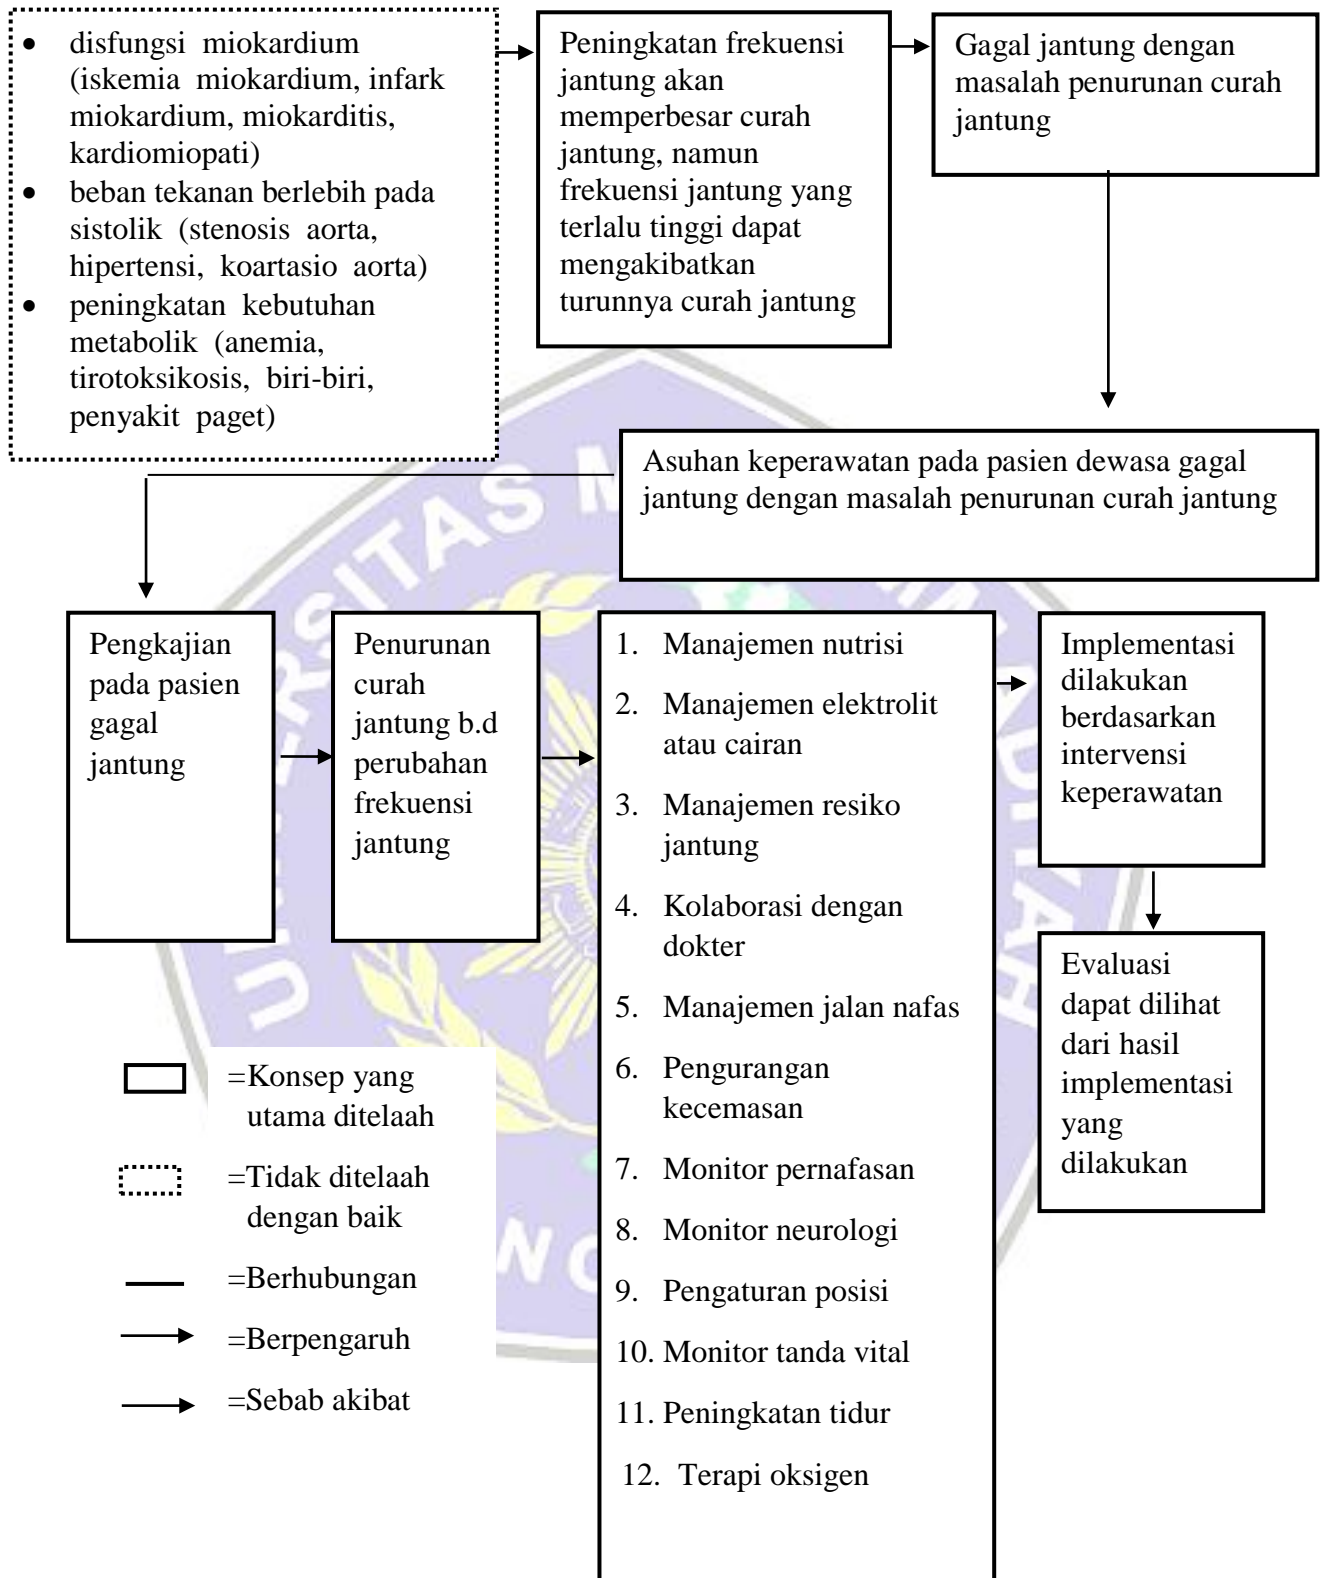 • disfungsi miokardium
(iskemia miokardium, infark
miokardium, miokarditis,
kardiomiopati)
• beban tekanan berlebih pada
sistolik (stenosis aorta,
hipertensi, koartasio aorta)
• peningkatan kebutuhan
metabolik (anemia,
tirotoksikosis, biri-biri,
penyakit paget)
Peningkatan frekuensi
jantung akan
memperbesar curah
jantung, namun
frekuensi jantung yang
terlalu tinggi dapat
mengakibatkan
turunnya curah jantung
Gagal jantung dengan
masalah penurunan curah
jantung
Asuhan keperawatan pada pasien dewasa gagal
jantung dengan masalah penurunan curah jantung
Pengkajian
pada pasien
gagal
jantung
Penurunan
curah
jantung b.d
perubahan
frekuensi
jantung
1. Manajemen nutrisi
2. Manajemen elektrolit
atau cairan
3. Manajemen resiko
jantung
4. Kolaborasi dengan
dokter
5. Manajemen jalan nafas
6. Pengurangan
kecemasan
7. Monitor pernafasan
8. Monitor neurologi
9. Pengaturan posisi
10. Monitor tanda vital
11. Peningkatan tidur
12. Terapi oksigen
Implementasi
dilakukan
berdasarkan
intervensi
keperawatan
Evaluasi
dapat dilihat
dari hasil
implementasi
yang
dilakukan
=Konsep yang
utama ditelaah
=Tidak ditelaah
dengan baik
=Berhubungan
=Berpengaruh
=Sebab akibat